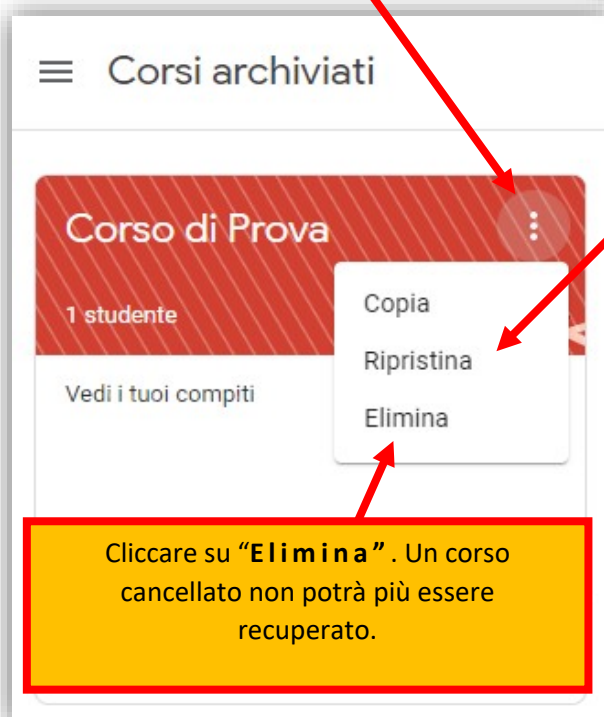 Corsi archiviati
Corso di Prova
1 studente
Copia
Ripristina
Vedi i tuoi compiti
Elimina
Cliccare su “Elimina” . Un corso
cancellato non potrà più essere
recuperato.